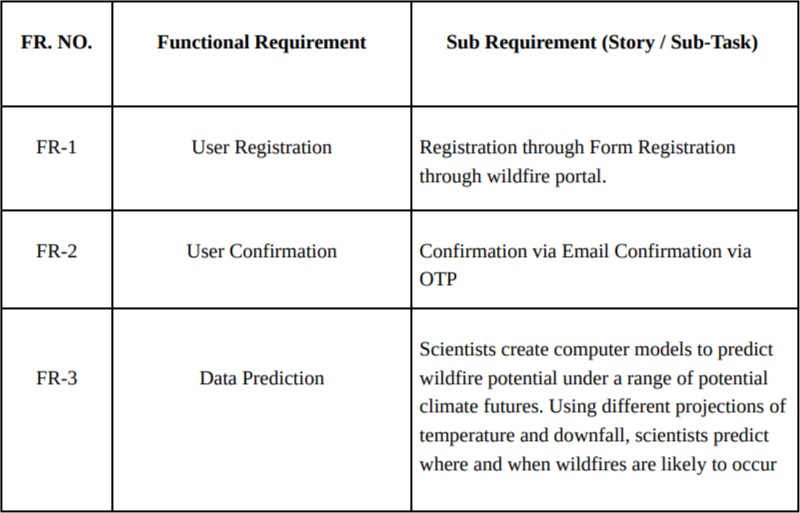 FR. NO. Functional Requirement Sub Requirement (Story / Sub-Task)
FR-1 User Registration Registration through Form Registration
through wildfire portal.
FR-2 User Confirmation Confirmation via Email Confirmation via
OTP
Scientists create computer models to predict
FR-3 Data Prediction wildfire potential under a range of potential
climate futures. Using different projections of
temperature and downfall, scientists predict
where and when wildfires are likely to occur